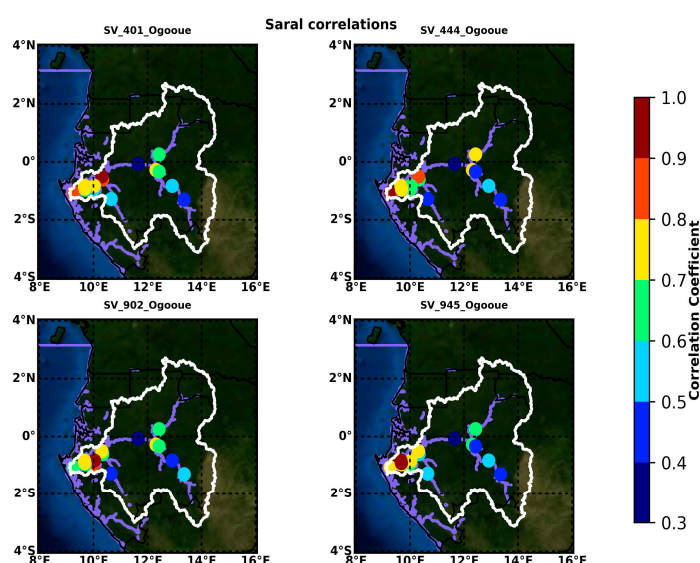 Saral correlations
SV_401_Ogooue
SV_444_Ogooue
4°N
2°N
0°
2°S
4°S
8°E 10°E 12°E 14°E 16°E
4°N
2°N
0°
2°S
4°S
8°E 10°E 12°E 14°E 16°E
SV_902_Ogooue
SV_945_Ogooue
4°N
2°N
0°
2°S
4°S
8°E 10°E 12°E 14°E 16°E
4°N
2°N
0°
2°S
4°S
8°E 10°E 12°E 14°E 16°E
1.0
0.9
0.8
0.7
0.6
0.5
0.4
0.3
Correlation Coefficient